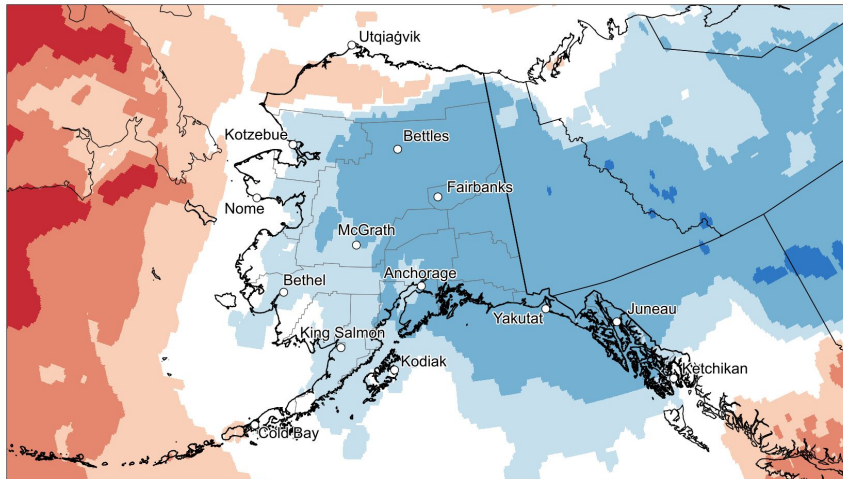 Utqiaġvik
Kotzebue
Bettles
Fairbanks
Nome
McGrath
Anchorage
Bethel
Yakutat
Juneau
King Salmon
Kodiak
Ketchikan
Cold Bay